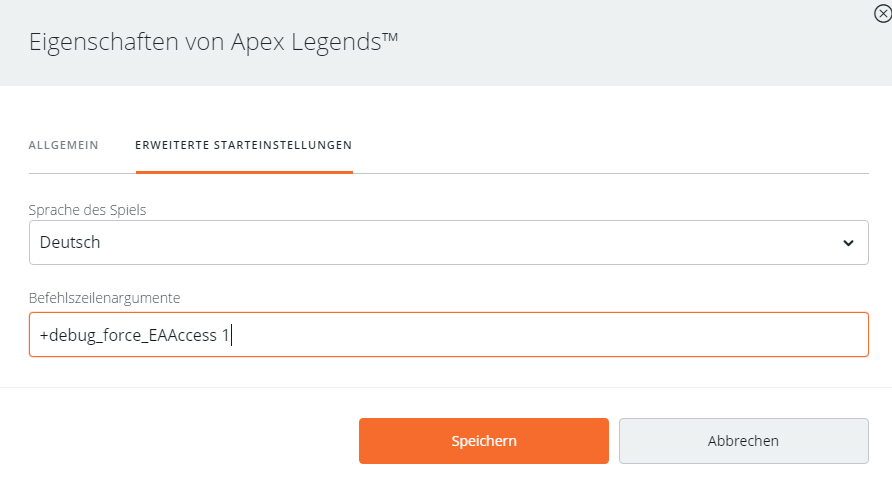 Eigenschaften von Apex Legends™
ALLGEMEIN ERWEITERTE STARTEINSTELLUNGEN
Sprache des Spiels
Deutsch
Befehlszeilenargumente
+debug_force_EAAccess 1
Speichern Abbrechen